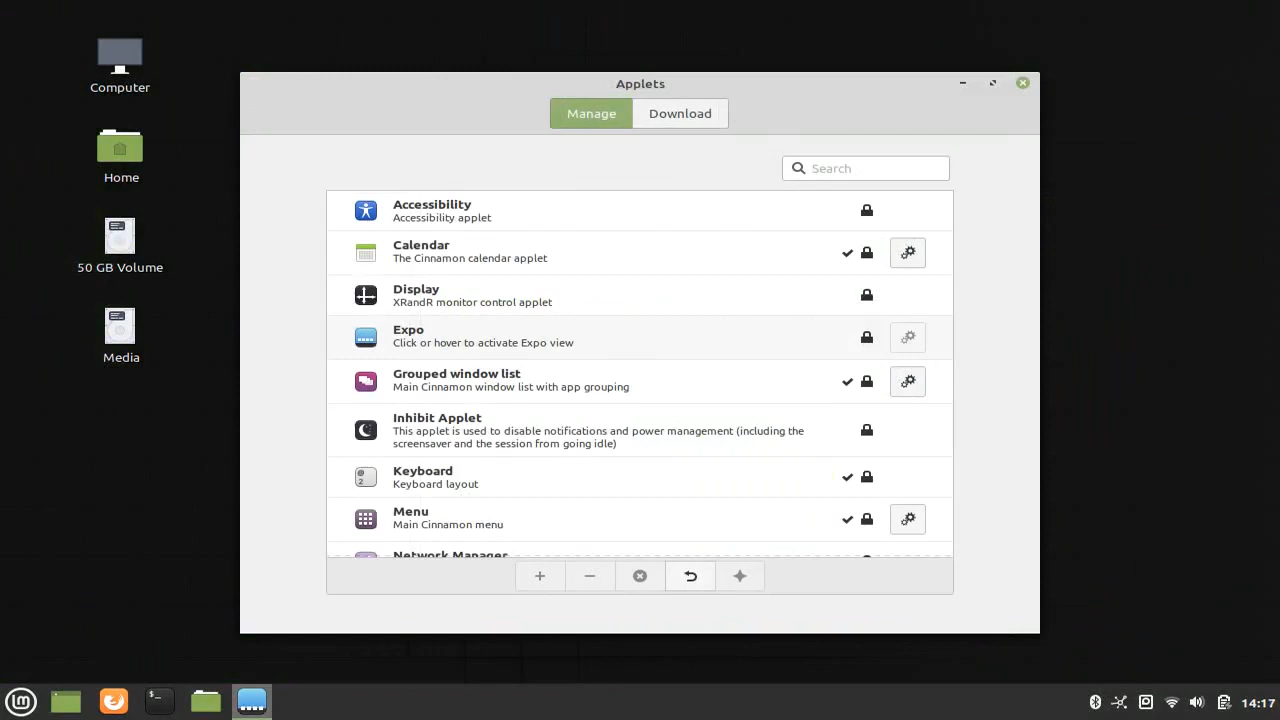 Computer
Home
50 GB Volume
Media
Applets
Manage
Download
Search
Accessibility
Accessibility applet
Calendar
The Cinnamon calendar applet
Display
XRandR monitor control applet
Expo
Click or hover to activate Expo view
Grouped window list
Main Cinnamon window list with app grouping
Inhibit Applet
This applet is used to disable notifications and power management (including the
screensaver and the session from going idle)
Keyboard
Keyboard layout
Menu
Main Cinnamon menu
Network Manager
14:17